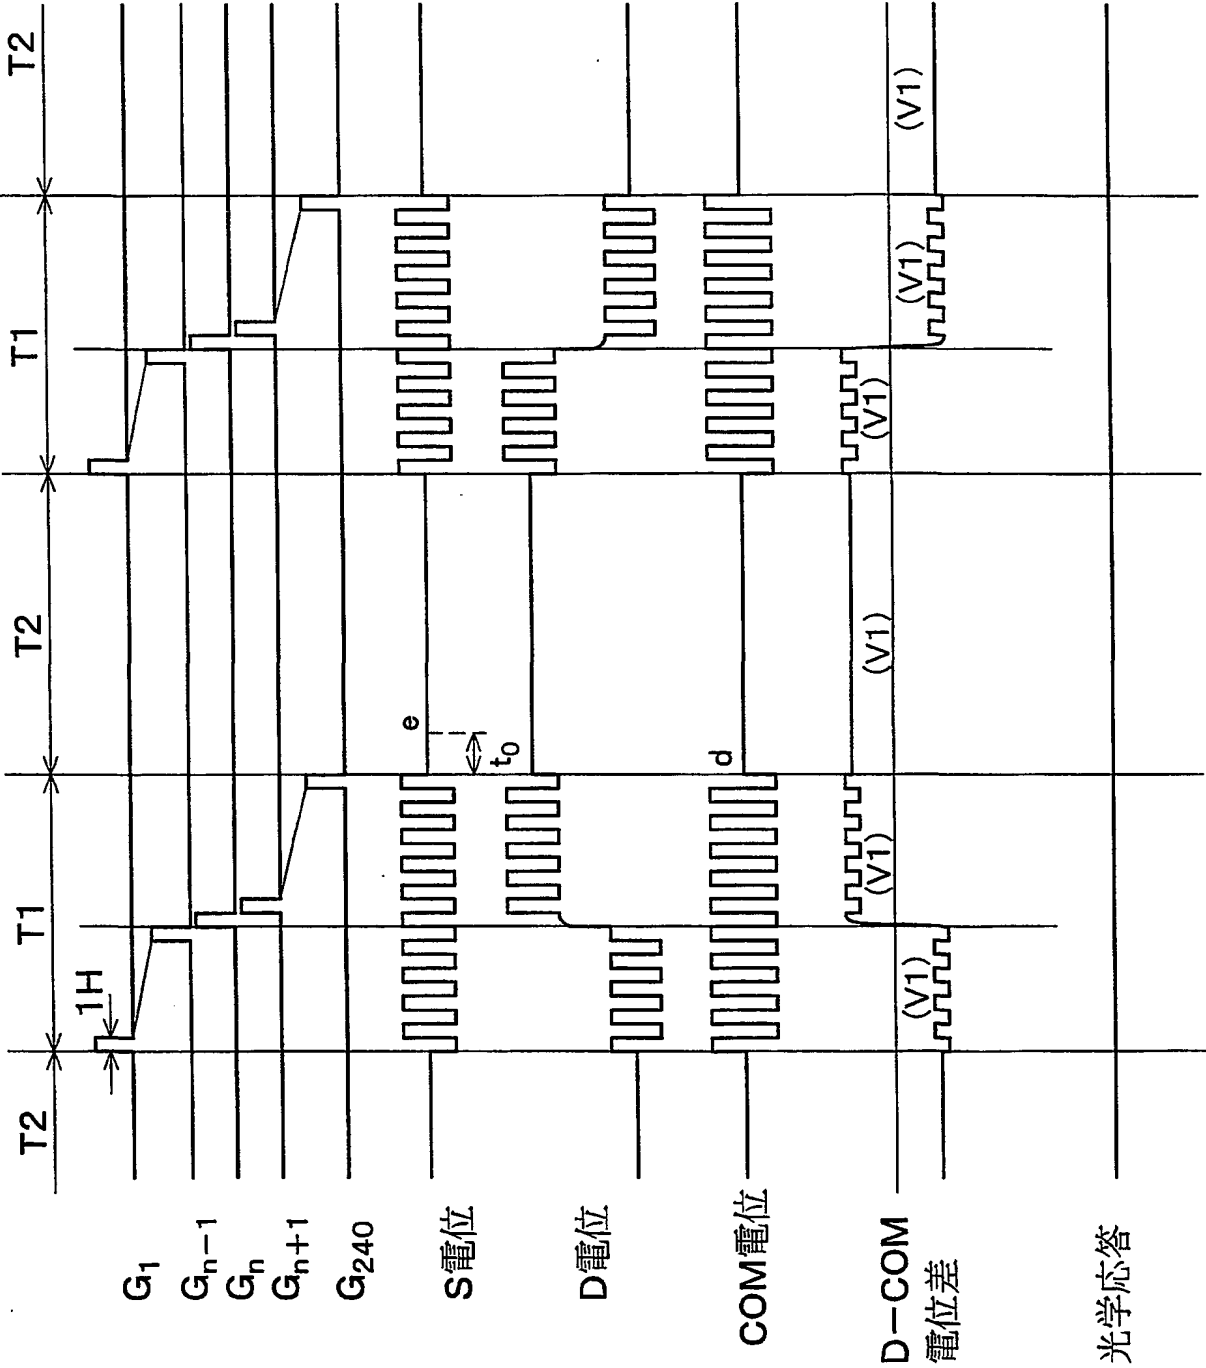 T2
T1
T2
T1
T2
1H
G₁
Gₙ₋₁
Gₙ
Gₙ₊₁
G₂₄₀
S電位
e
t₀
D電位
COM電位
d
D−COM
電位差
(V1)
(V1)
(V1)
(V1)
(V1)
(V1)
光学応答